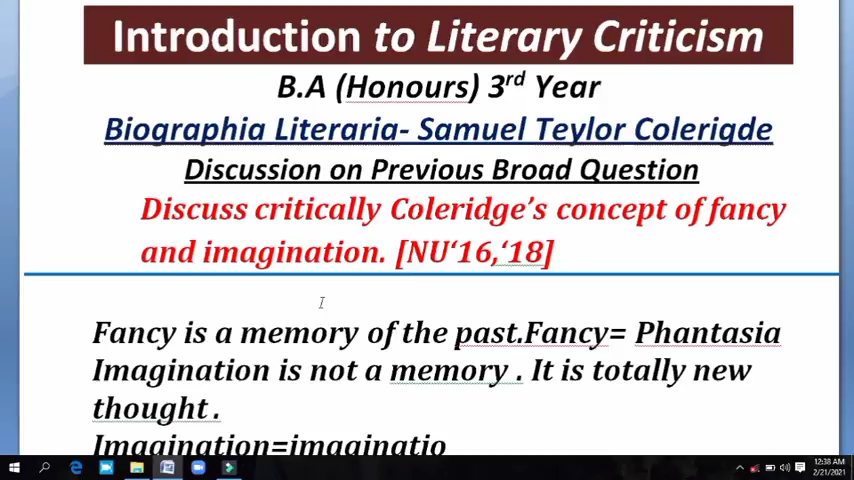 Introduction to Literary Criticism
B.A (Honours) 3rd Year
Biographia Literaria- Samuel Teylor Colerigde
Discussion on Previous Broad Question
Discuss critically Coleridge's concept of fancy
and imagination. [NU‘16,‘18]
Fancy is a memory of the past.Fancy= Phantasia
Imagination is not a memory . It is totally new
thought .
Imagination=imaginatio
12:38 AM
2/21/2021